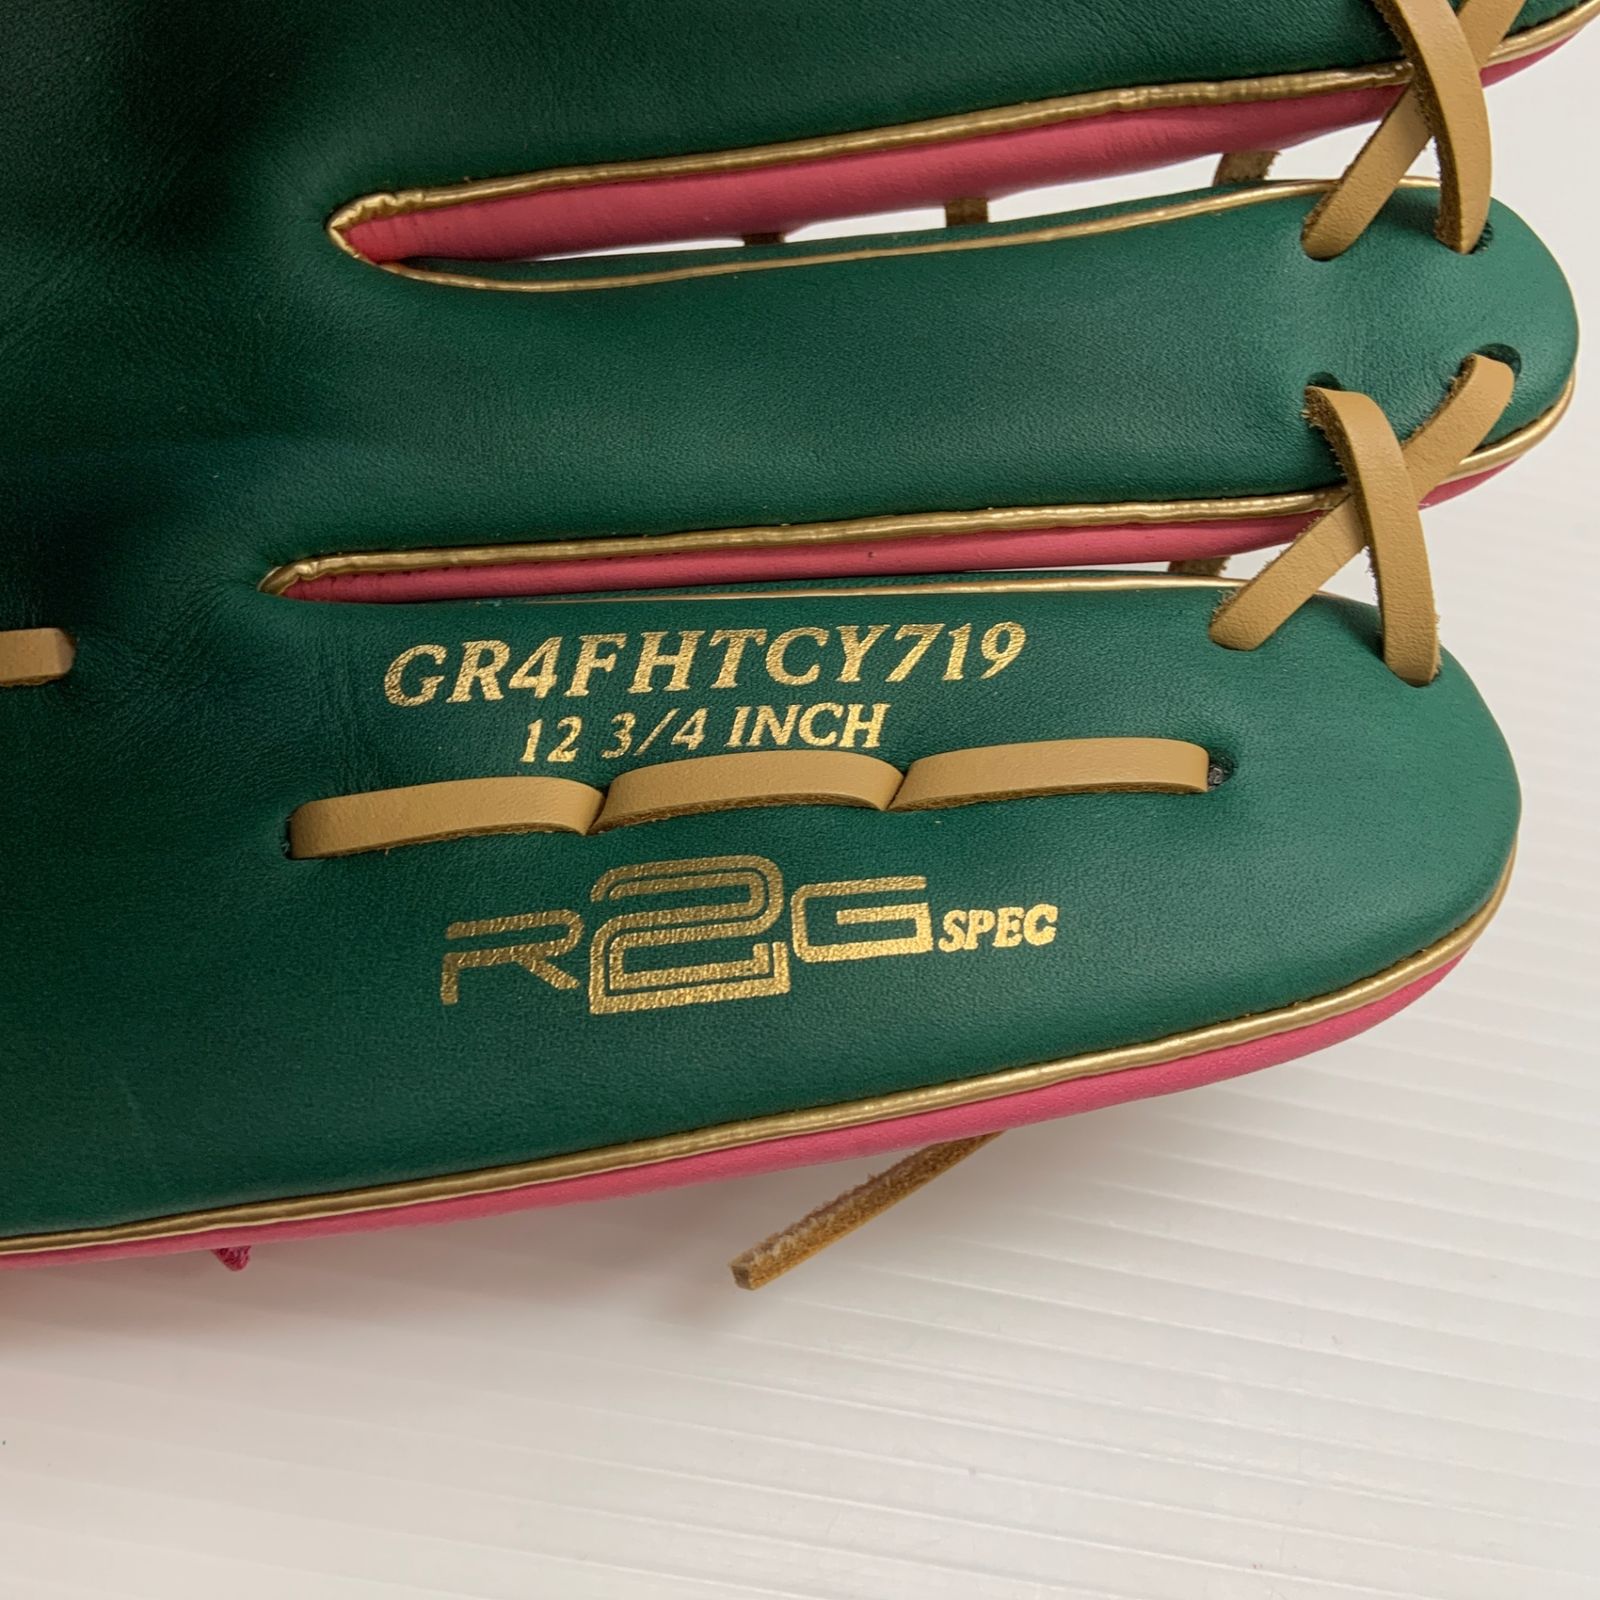 GR4FHTCY719
12 3/4 INCH
R2G SPEC